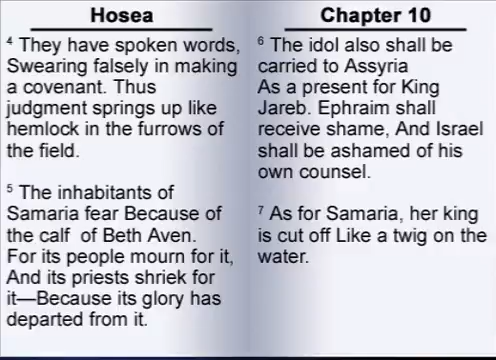 Hosea
⁴ They have spoken words,
Swearing falsely in making
a covenant. Thus
judgment springs up like
hemlock in the furrows of
the field.
⁵ The inhabitants of
Samaria fear Because of
the calf of Beth Aven.
For its people mourn for it,
And its priests shriek for
it—Because its glory has
departed from it.
Chapter 10
⁶ The idol also shall be
carried to Assyria
As a present for King
Jareb. Ephraim shall
receive shame, And Israel
shall be ashamed of his
own counsel.
⁷ As for Samaria, her king
is cut off Like a twig on the
water.